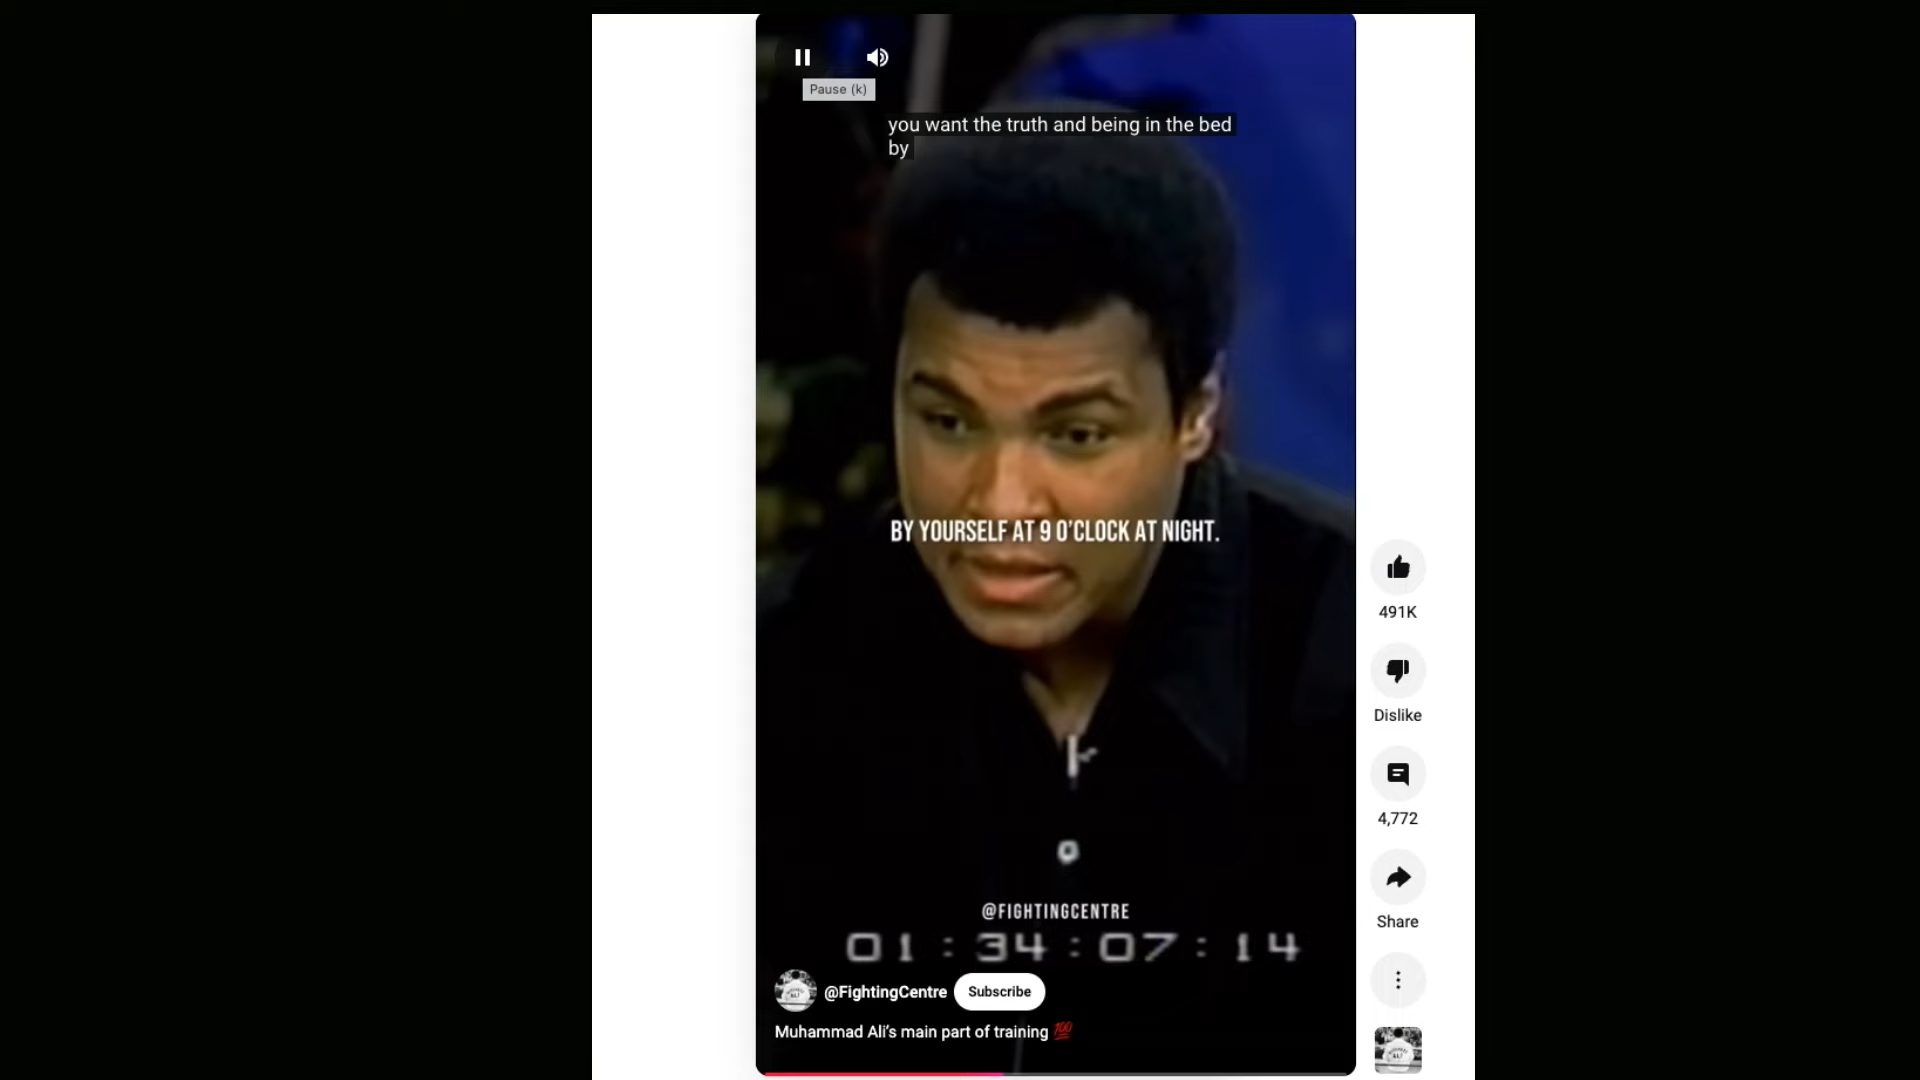 Pause (k)
you want the truth and being in the bed
by
BY YOURSELF AT 9 O'CLOCK AT NIGHT.
491K
Dislike
4,772
Share
@FIGHTINGCENTRE
01:34:07:14
@FightingCentre Subscribe
Muhammad Ali's main part of training 💯